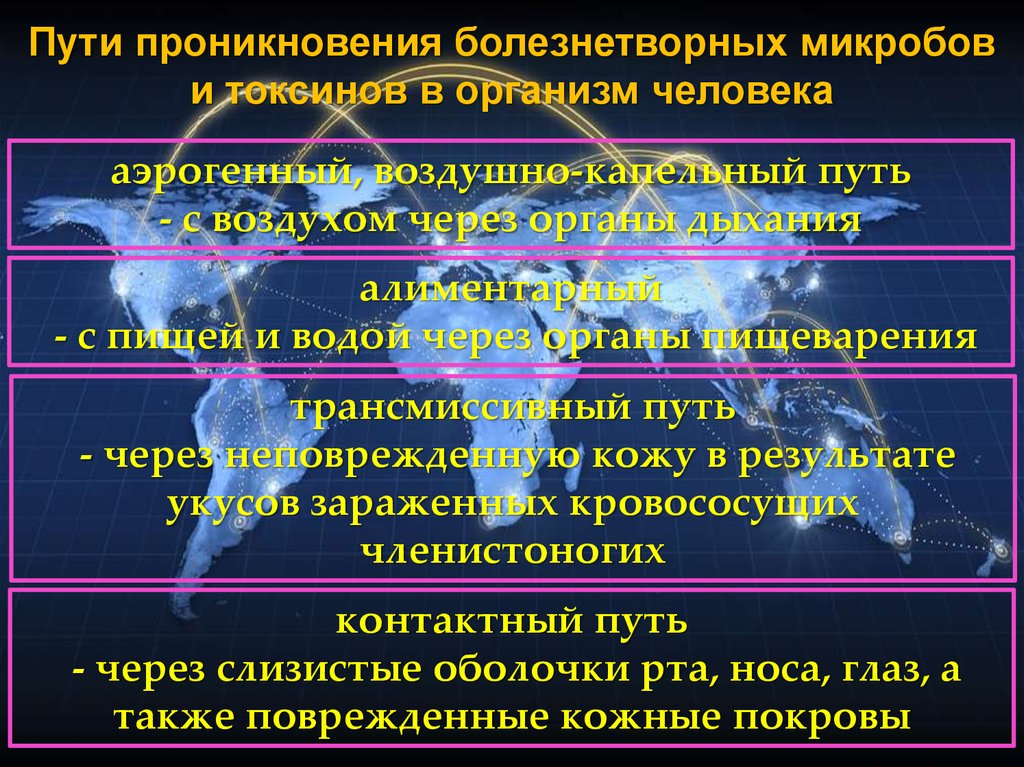 Пути проникновения болезнетворных микробов
и токсинов в организм человека
аэрогенный, воздушно-капельный путь
- с воздухом через органы дыхания
алиментарный
- с пищей и водой через органы пищеварения
трансмиссивный путь
- через неповрежденную кожу в результате
укусов зараженных кровососущих
членистоногих
контактный путь
- через слизистые оболочки рта, носа, глаз, а
также поврежденные кожные покровы